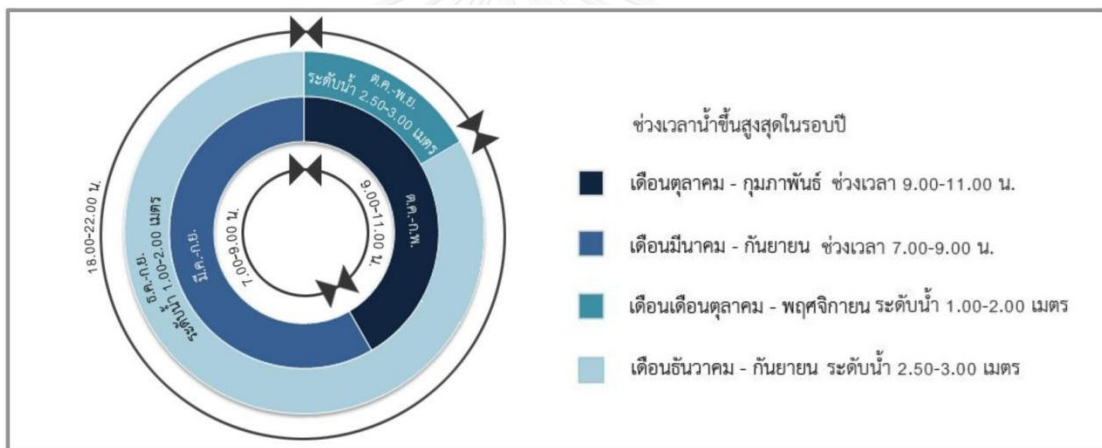 ต.ค.-พ.ย.
ระดับน้ำ 2.50-3.00 เมตร
ต.ค.-ก.พ.
9.00-11.00 น.
7.00-9.00 น.
มี.ค.-ก.ย.
ธ.ค.-ก.ย.
ระดับน้ำ 1.00-2.00 เมตร
18.00-22.00 น.
ช่วงเวลาน้ำขึ้นสูงสุดในรอบปี
เดือนตุลาคม - กุมภาพันธ์ ช่วงเวลา 9.00-11.00 น.
เดือนมีนาคม - กันยายน ช่วงเวลา 7.00-9.00 น.
เดือนเดือนตุลาคม - พฤศจิกายน ระดับน้ำ 1.00-2.00 เมตร
เดือนธันวาคม - กันยายน ระดับน้ำ 2.50-3.00 เมตร